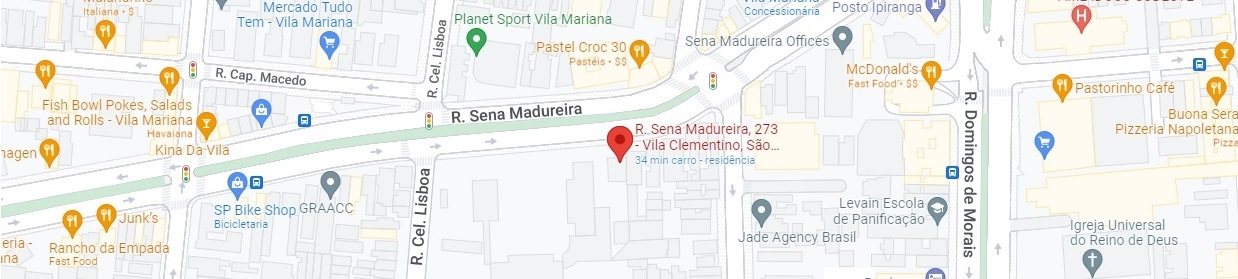 Italiana • $
Mercado Tudo
Tem - Vila Mariana
Planet Sport Vila Mariana
Concessionária
Posto Ipiranga
Pastel Croc 30
Pastéis • $$
Sena Madureira Offices
McDonald's
Fast Food • $$
R. Cap. Macedo
R. Cel. Lisboa
R. Sena Madureira
R. Domingos de Morais
Pastorinho Café
Buona Sera
Pizzeria Napoletana
Pizza
Fish Bowl Pokes, Salads
and Rolls - Vila Mariana
Havaiana
Kina Da Vila
hagen
R. Sena Madureira, 273
- Vila Clementino, São...
34 min carro - residência
SP Bike Shop
Bicicletaria
GRAACC
R. Cel. Lisboa
Junk's
Rancho da Empada
Fast Food
eria -
na
Levain Escola
de Panificação
Jade Agency Brasil
Igreja Universal
do Reino de Deus
H